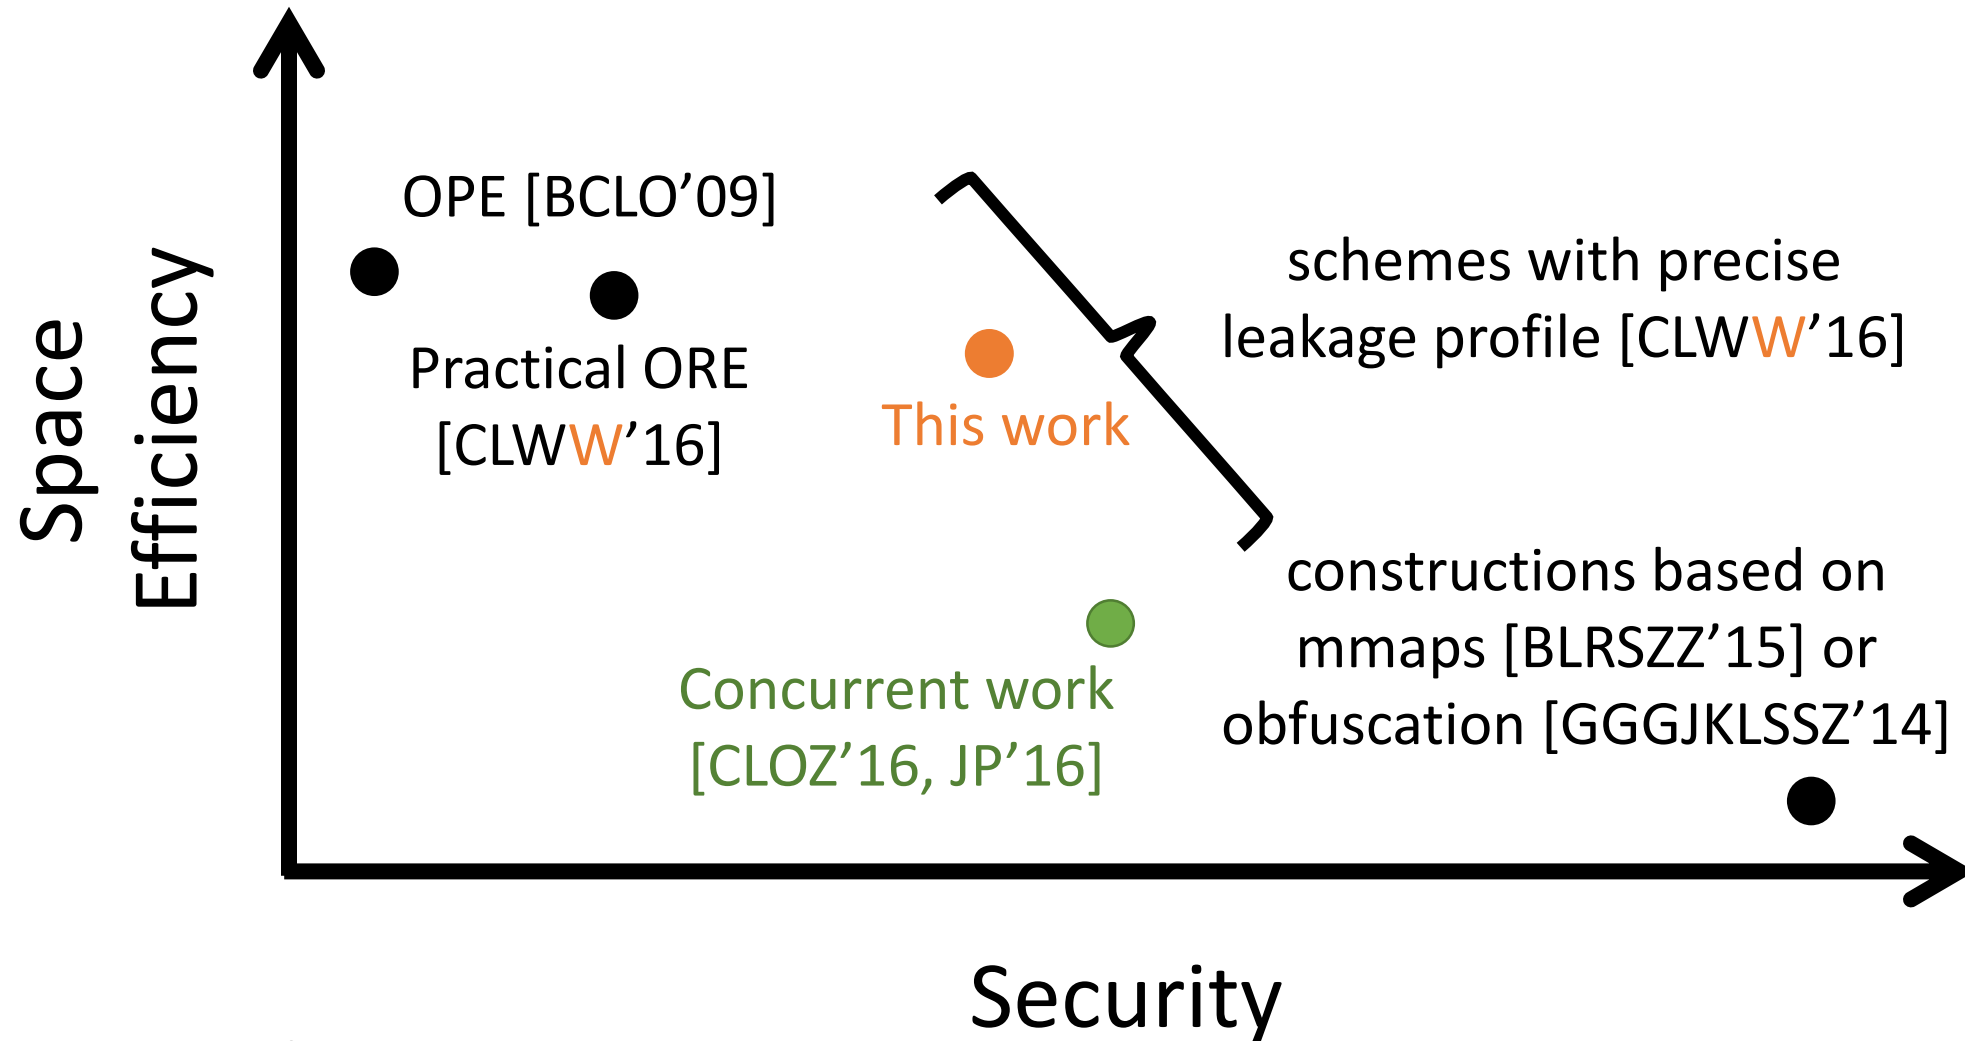 OPE [BCLO’09]
Practical ORE
[CLWW’16]
This work
schemes with precise
leakage profile [CLWW’16]
constructions based on
mmaps [BLRSZZ’15] or
obfuscation [GGGJKLSSZ’14]
Concurrent work
[CLOZ’16, JP’16]
Space
Efficiency
Security